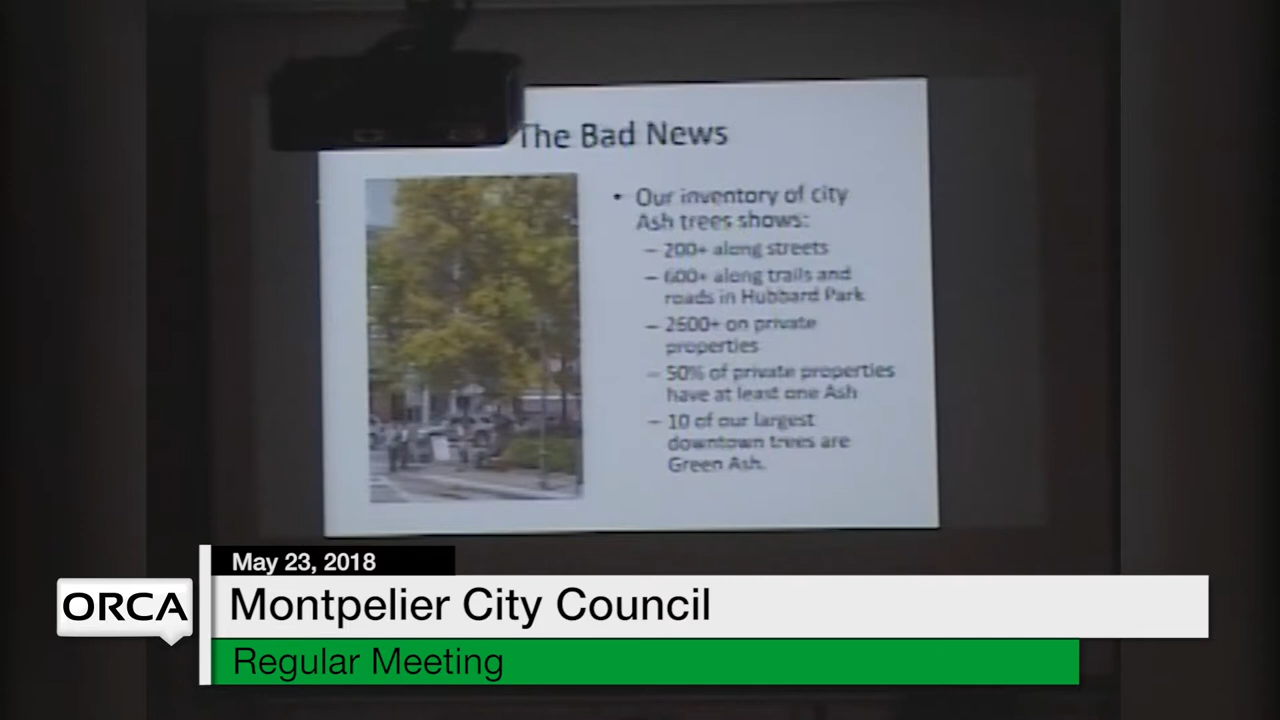 The Bad News
• Our inventory of city
Ash trees shows:
– 200+ along streets
– 600+ along trails and
roads in Hubbard Park
– 2600+ on private
properties
– 50% of private properties
have at least one Ash
– 10 of our largest
downtown trees are
Green Ash.
May 23, 2018
ORCA
Montpelier City Council
Regular Meeting